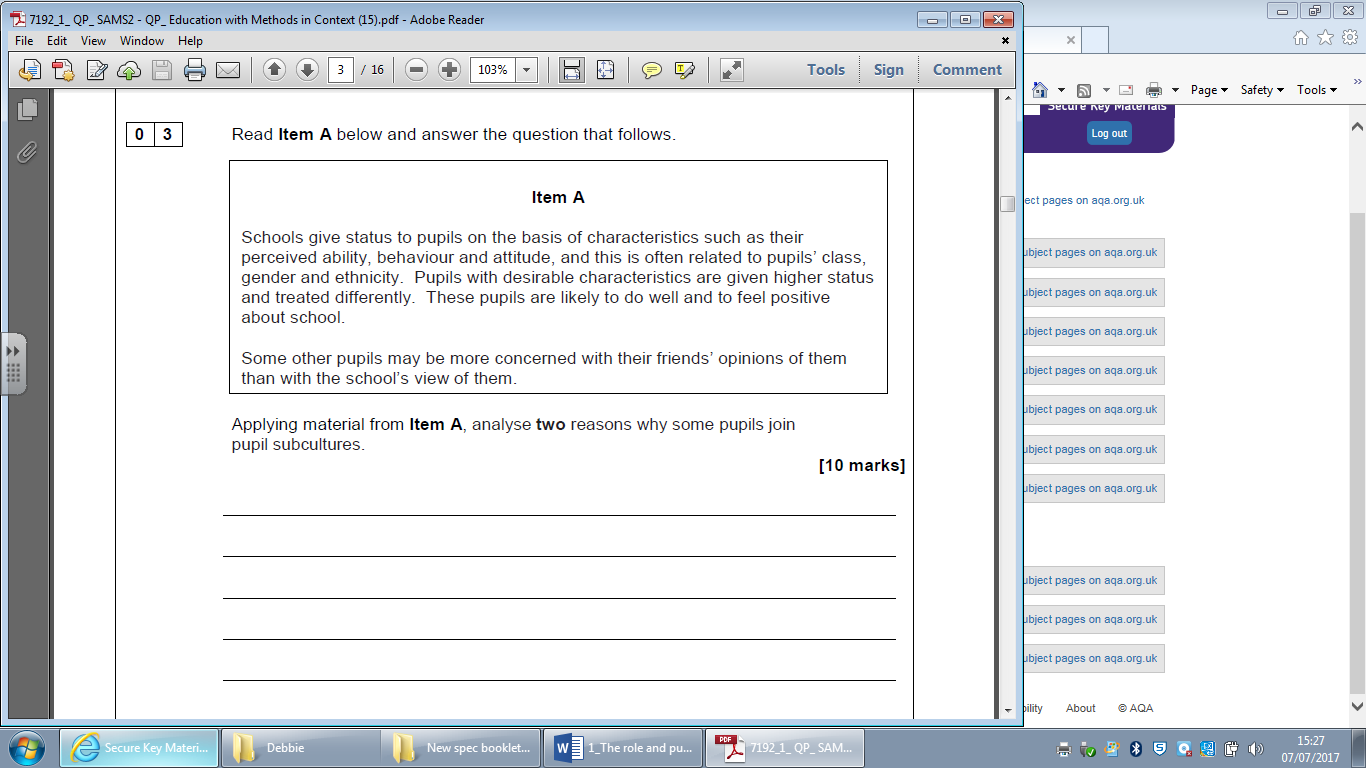 7192_1_ QP_ SAMS2 - QP_ Education with Methods in Context (15).pdf - Adobe Reader
File Edit View Window Help
3 / 16
103%
Tools Sign Comment
Page Safety Tools
Secure Key Materials
Log out
ect pages on aqa.org.uk
ubject pages on aqa.org.uk
ubject pages on aqa.org.uk
ubject pages on aqa.org.uk
ubject pages on aqa.org.uk
ubject pages on aqa.org.uk
ubject pages on aqa.org.uk
ubject pages on aqa.org.uk
ubject pages on aqa.org.uk
ubject pages on aqa.org.uk
ubject pages on aqa.org.uk
bility About © AQA
0 3 Read Item A below and answer the question that follows.
Item A
Schools give status to pupils on the basis of characteristics such as their
perceived ability, behaviour and attitude, and this is often related to pupils’ class,
gender and ethnicity. Pupils with desirable characteristics are given higher status
and treated differently. These pupils are likely to do well and to feel positive
about school.
Some other pupils may be more concerned with their friends’ opinions of them
than with the school’s view of them.
Applying material from Item A, analyse two reasons why some pupils join
pupil subcultures.
[10 marks]
Secure Key Materi...
Debbie
New spec booklet...
1_The role and pu...
7192_1_ QP_ SAM...
15:27
07/07/2017